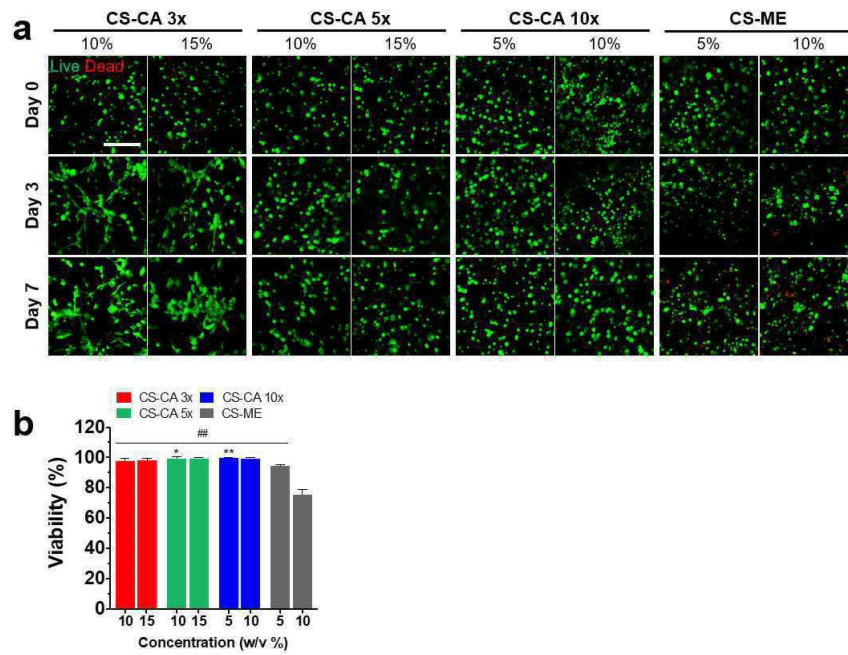 a
CS-CA 3x CS-CA 5x CS-CA 10x CS-ME
10% 15% 10% 15% 5% 10% 5% 10%
Live Dead
Day 0
Day 3
Day 7
b
CS-CA 3x CS-CA 10x
CS-CA 5x CS-ME
##
* **
Viability (%)
120
100
80
60
40
20
0
10 15 10 15 5 10 5 10
Concentration (w/v %)